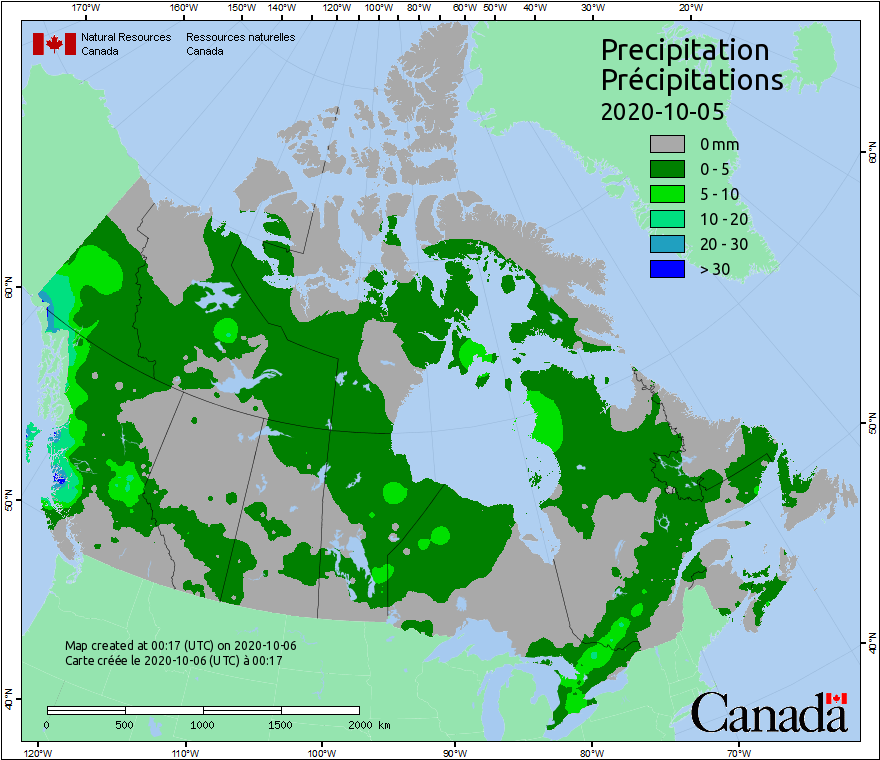 170°W 160°W 150°W 140°W 120°W 100°W 80°W 60°W 50°W 40°W 30°W 20°W
Natural Resources Ressources naturelles
Canada Canada
Precipitation
Précipitations
2020-10-05
0 mm
0 - 5
5 - 10
10 - 20
20 - 30
> 30
60°N
60°N
50°N
50°N
40°N
40°N
Map created at 00:17 (UTC) on 2020-10-06
Carte créée le 2020-10-06 (UTC) à 00:17
0 500 1000 1500 2000 km
Canada
120°W 110°W 100°W 90°W 80°W 70°W